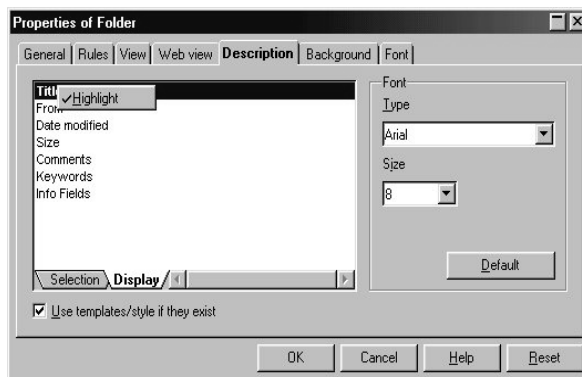 Properties of Folder
General Rules View Web view Description Background Font
Highlight
From
Date modified
Size
Comments
Keywords
Info Fields
Selection Display
Use templates/style if they exist
Font
Type
Arial
Size
8
Default
OK Cancel Help Reset